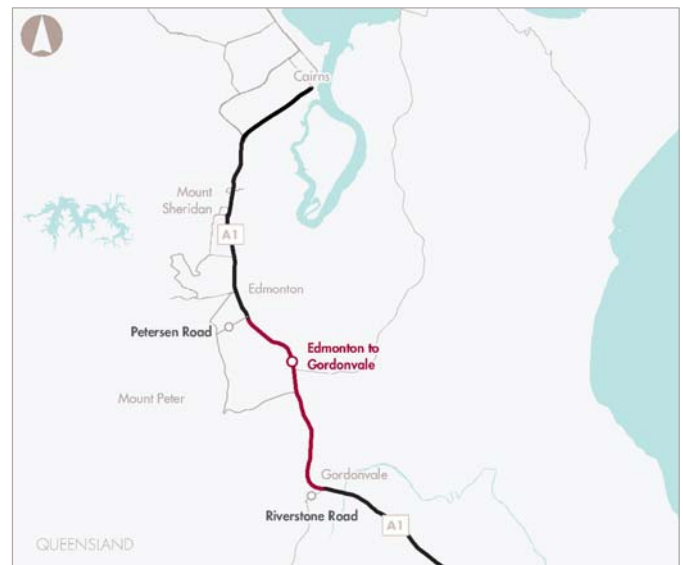 Cairns
Mount
Sheridan
A1
Edmonton
Petersen Road
Edmonton to
Gordonvale
Mount Peter
Gordonvale
Riverstone Road
A1
QUEENSLAND